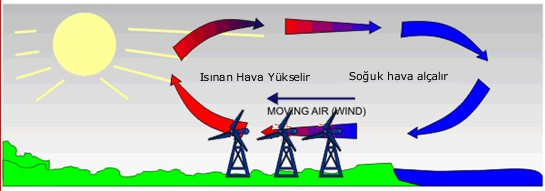 Isınan Hava Yükselir
Soğuk hava alçalır
MOVING AIR (WIND)